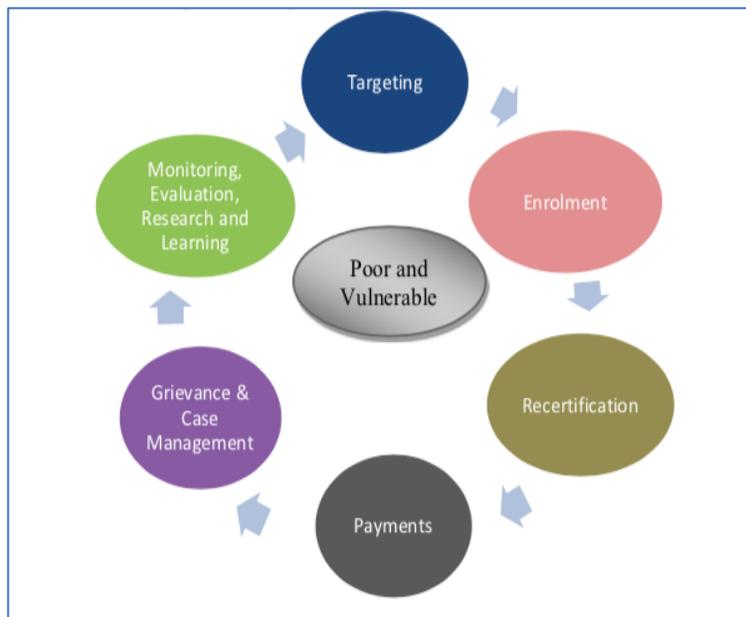 Targeting
Enrolment
Recertification
Payments
Grievance &
Case
Management
Monitoring,
Evaluation,
Research and
Learning
Poor and
Vulnerable